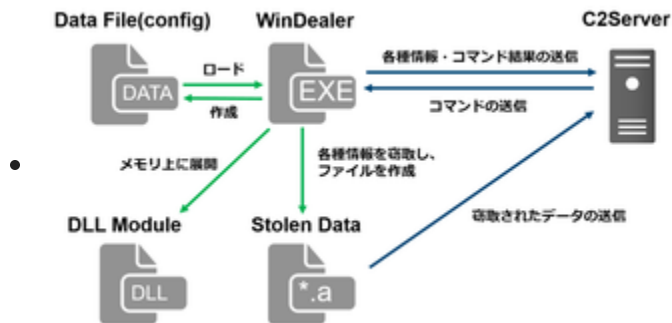 Data File(config)
WinDealer
C2Server
DATA
ロード
作成
EXE
各種情報・コマンド結果の送信
コマンドの送信
メモリ上に展開
各種情報を窃取し、
ファイルを作成
窃取されたデータの送信
DLL Module
Stolen Data
DLL
*.a